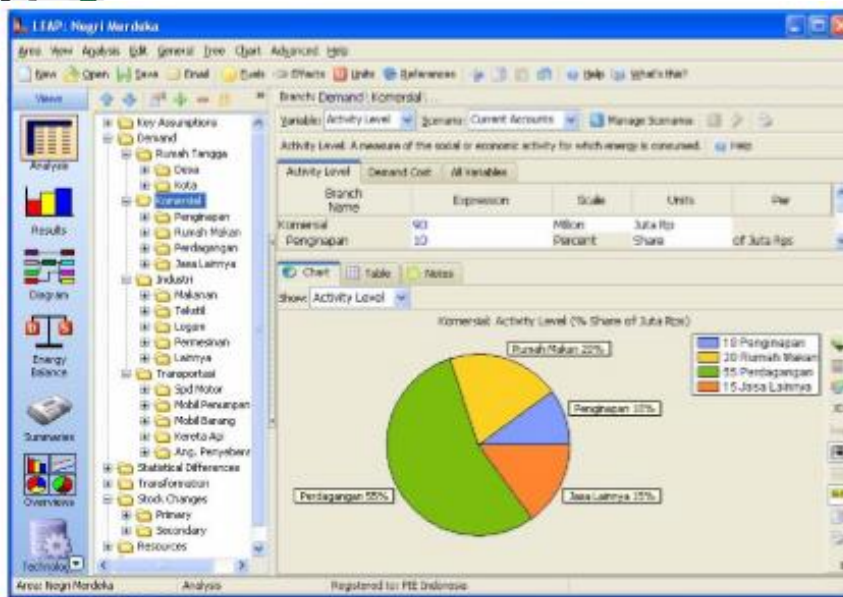 LEAP: Negri Merdeka
Area View Analysis Edit General Tree Chart Advanced Help
New Open Save Email Fuels Effects Units References Help What's This?
Views
Analysis
Results
Diagram
Energy Balance
Summaries
Overviews
Technolog
Key Assumptions
Demand
Rumah Tangga
Desa
Kota
Komersial
Penginapan
Rumah Makan
Perdagangan
Jasa Lainnya
Industri
Makanan
Tekstil
Logam
Permesinan
Lainnya
Transportasi
Spd Motor
Mobil Penumpan
Mobil Barang
Kereta Api
Ang. Penyebara
Statistical Differences
Transformation
Stock Changes
Primary
Secondary
Resources
Branch: Demand\Komersial\...
Variable: Activity Level Scenario: Current Accounts Manage Scenarios
Activity Level: A measure of the social or economic activity for which energy is consumed. Help
Activity Level Demand Cost All Variables
Branch Name Expression Scale Units Per
Komersial 90 Million Juta Rps
Penginapan 10 Percent Share of Juta Rps
Chart Table Notes
Show: Activity Level
Komersial: Activity Level (% Share of Juta Rps)
10 Penginapan
20 Rumah Makan
55 Perdagangan
15 Jasa Lainnya
Rumah Makan 20%
Penginapan 10%
Perdagangan 55%
Jasa Lainnya 15%
Area: Negri Merdeka Analysis Registered to: PIE Indonesia